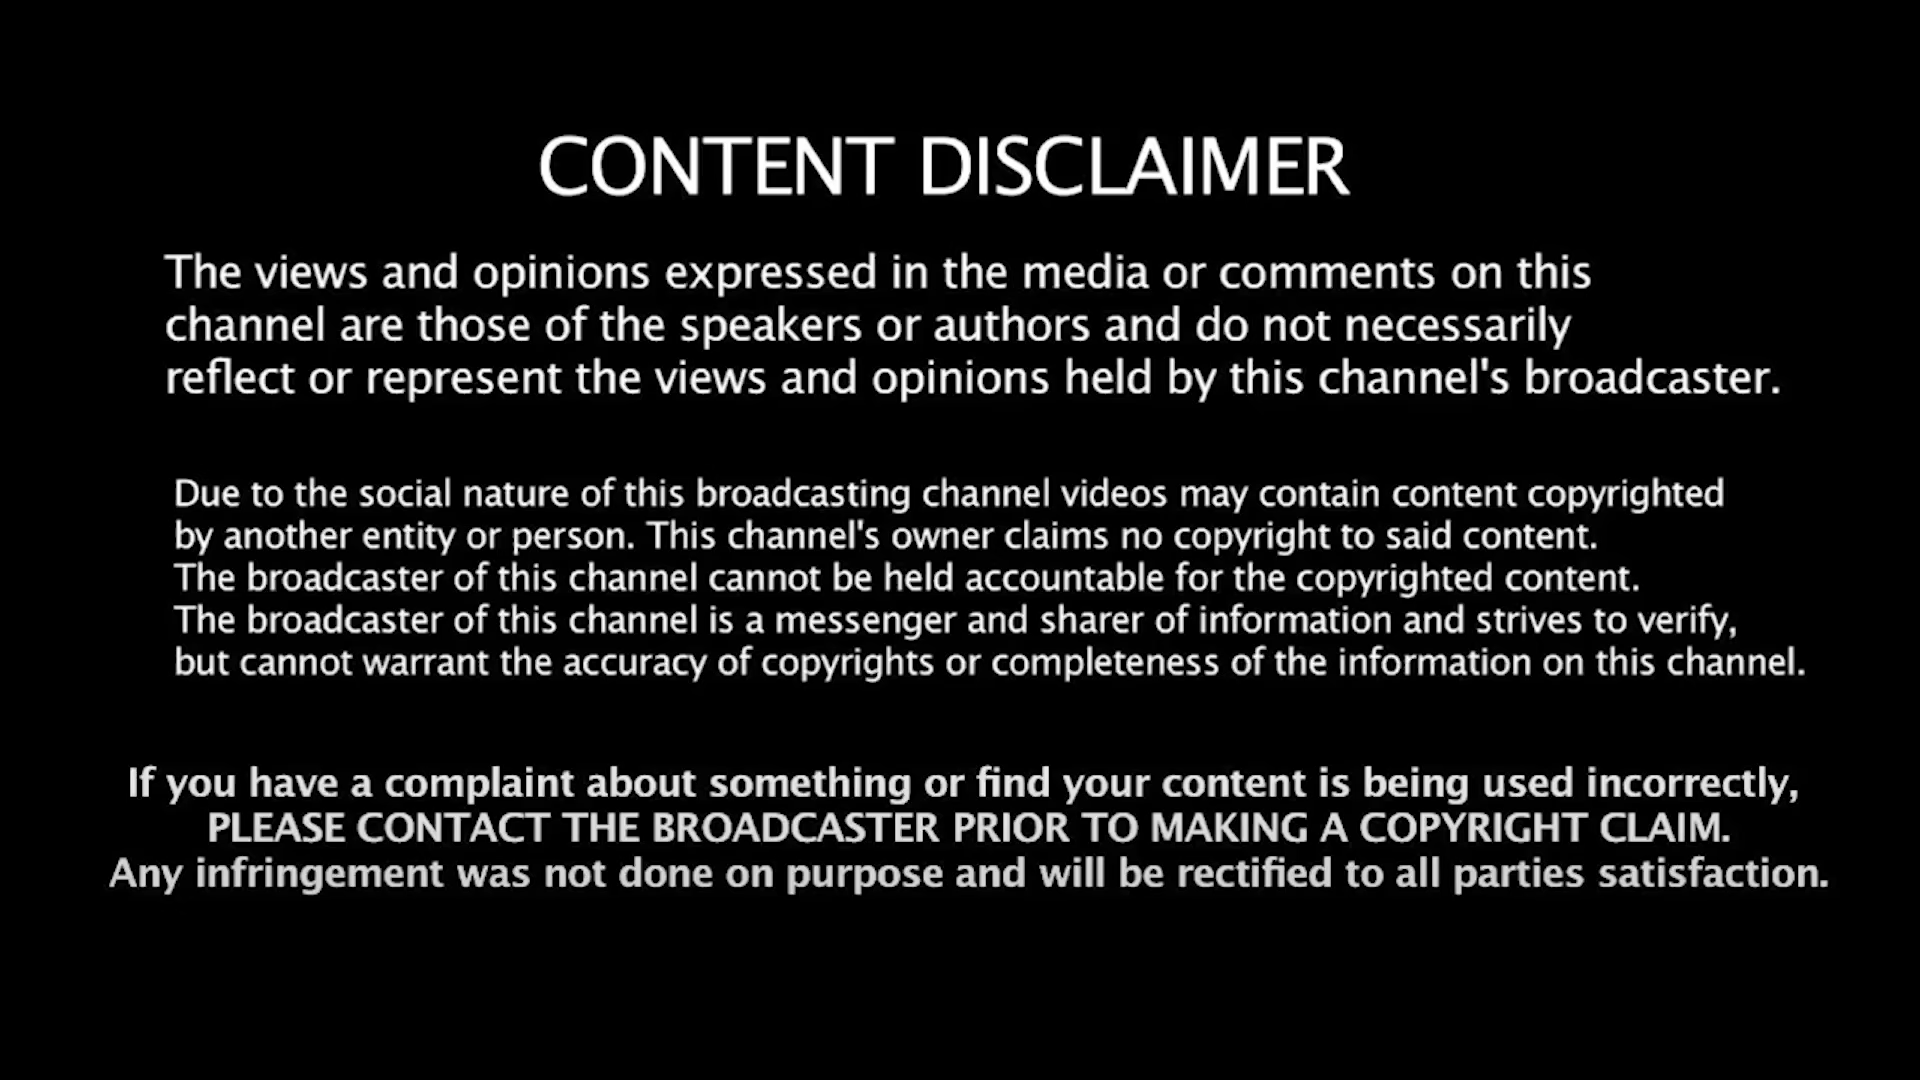 CONTENT DISCLAIMER
The views and opinions expressed in the media or comments on this
channel are those of the speakers or authors and do not necessarily
reflect or represent the views and opinions held by this channel's broadcaster.
Due to the social nature of this broadcasting channel videos may contain content copyrighted
by another entity or person. This channel's owner claims no copyright to said content.
The broadcaster of this channel cannot be held accountable for the copyrighted content.
The broadcaster of this channel is a messenger and sharer of information and strives to verify,
but cannot warrant the accuracy of copyrights or completeness of the information on this channel.
If you have a complaint about something or find your content is being used incorrectly,
PLEASE CONTACT THE BROADCASTER PRIOR TO MAKING A COPYRIGHT CLAIM.
Any infringement was not done on purpose and will be rectified to all parties satisfaction.